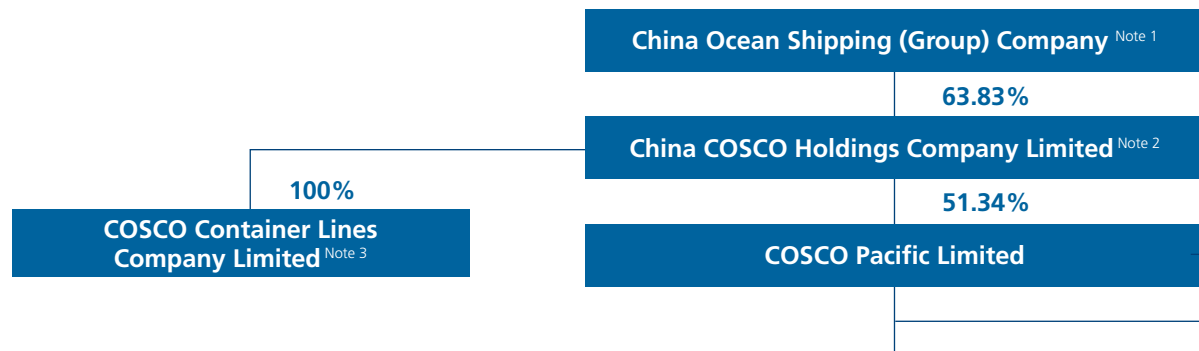 China Ocean Shipping (Group) Company Note 1
63.83%
China COSCO Holdings Company Limited Note 2
100%
51.34%
COSCO Container Lines
Company Limited Note 3
COSCO Pacific Limited